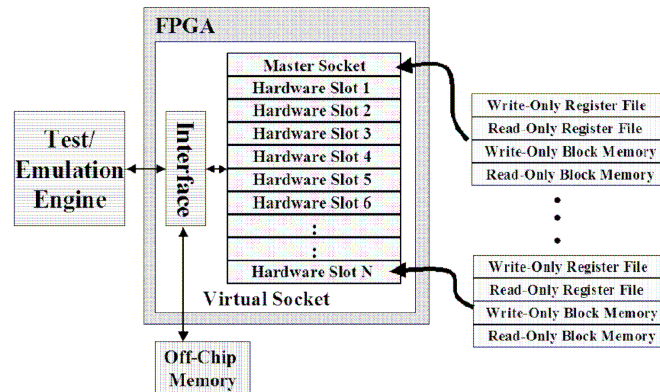 FPGA
Master Socket
Hardware Slot 1
Hardware Slot 2
Hardware Slot 3
Hardware Slot 4
Hardware Slot 5
Hardware Slot 6
:
:
Hardware Slot N
Virtual Socket
Interface
Test/
Emulation
Engine
Off-Chip
Memory
Write-Only Register File
Read-Only Register File
Write-Only Block Memory
Read-Only Block Memory
Write-Only Register File
Read-Only Register File
Write-Only Block Memory
Read-Only Block Memory